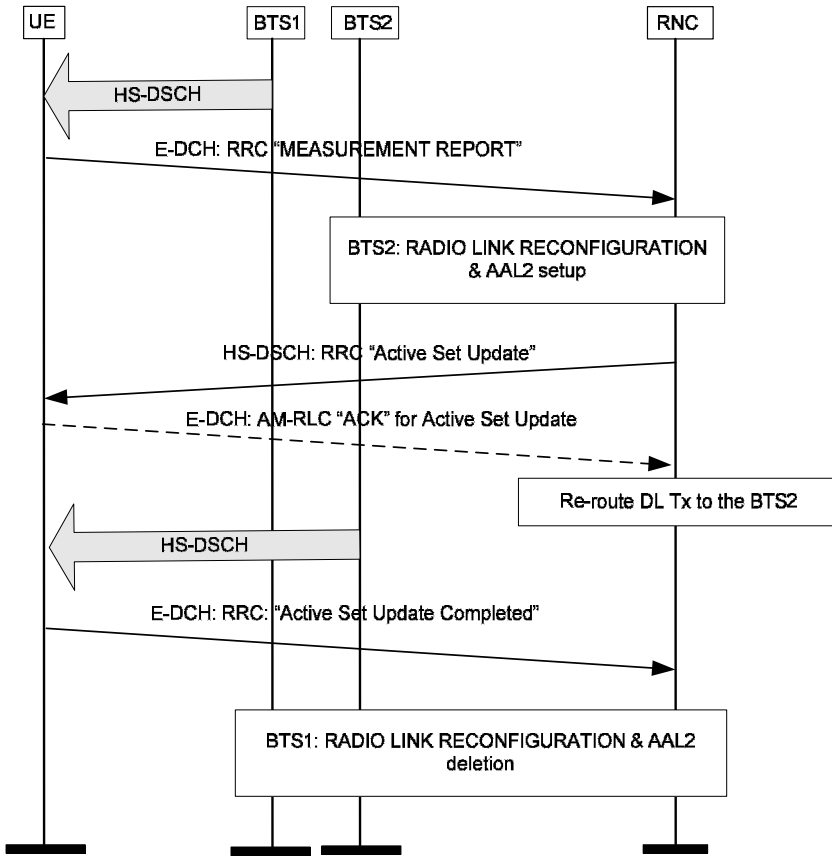 UE
BTS1
BTS2
RNC
HS-DSCH
E-DCH: RRC “MEASUREMENT REPORT”
BTS2: RADIO LINK RECONFIGURATION
& AAL2 setup
HS-DSCH: RRC “Active Set Update”
E-DCH: AM-RLC “ACK” for Active Set Update
Re-route DL Tx to the BTS2
HS-DSCH
E-DCH: RRC: “Active Set Update Completed”
BTS1: RADIO LINK RECONFIGURATION & AAL2
deletion